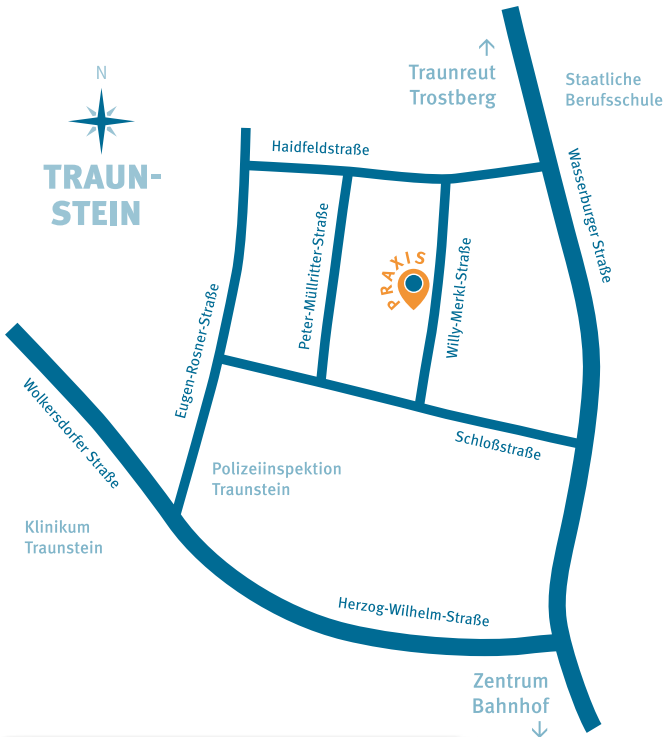 N
TRAUN-
STEIN
Traunreut
Trostberg
Staatliche
Berufsschule
Haidfeldstraße
Wasserburger Straße
Peter-Müllritter-Straße
PRAXIS
Willy-Merkl-Straße
Eugen-Rosner-Straße
Wolkersdorfer Straße
Schloßstraße
Polizeiinspektion
Traunstein
Klinikum
Traunstein
Herzog-Wilhelm-Straße
Zentrum
Bahnhof